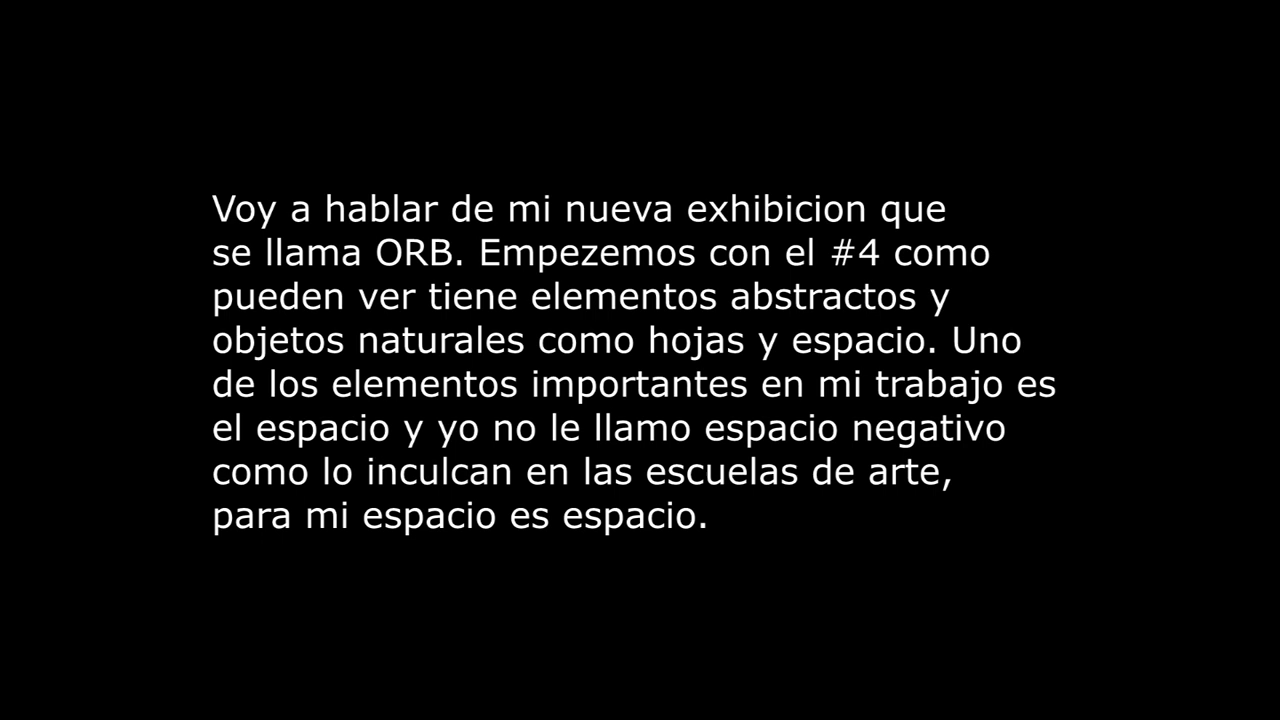 Voy a hablar de mi nueva exhibicion que
se llama ORB. Empezemos con el #4 como
pueden ver tiene elementos abstractos y
objetos naturales como hojas y espacio. Uno
de los elementos importantes en mi trabajo es
el espacio y yo no le llamo espacio negativo
como lo inculcan en las escuelas de arte,
para mi espacio es espacio.